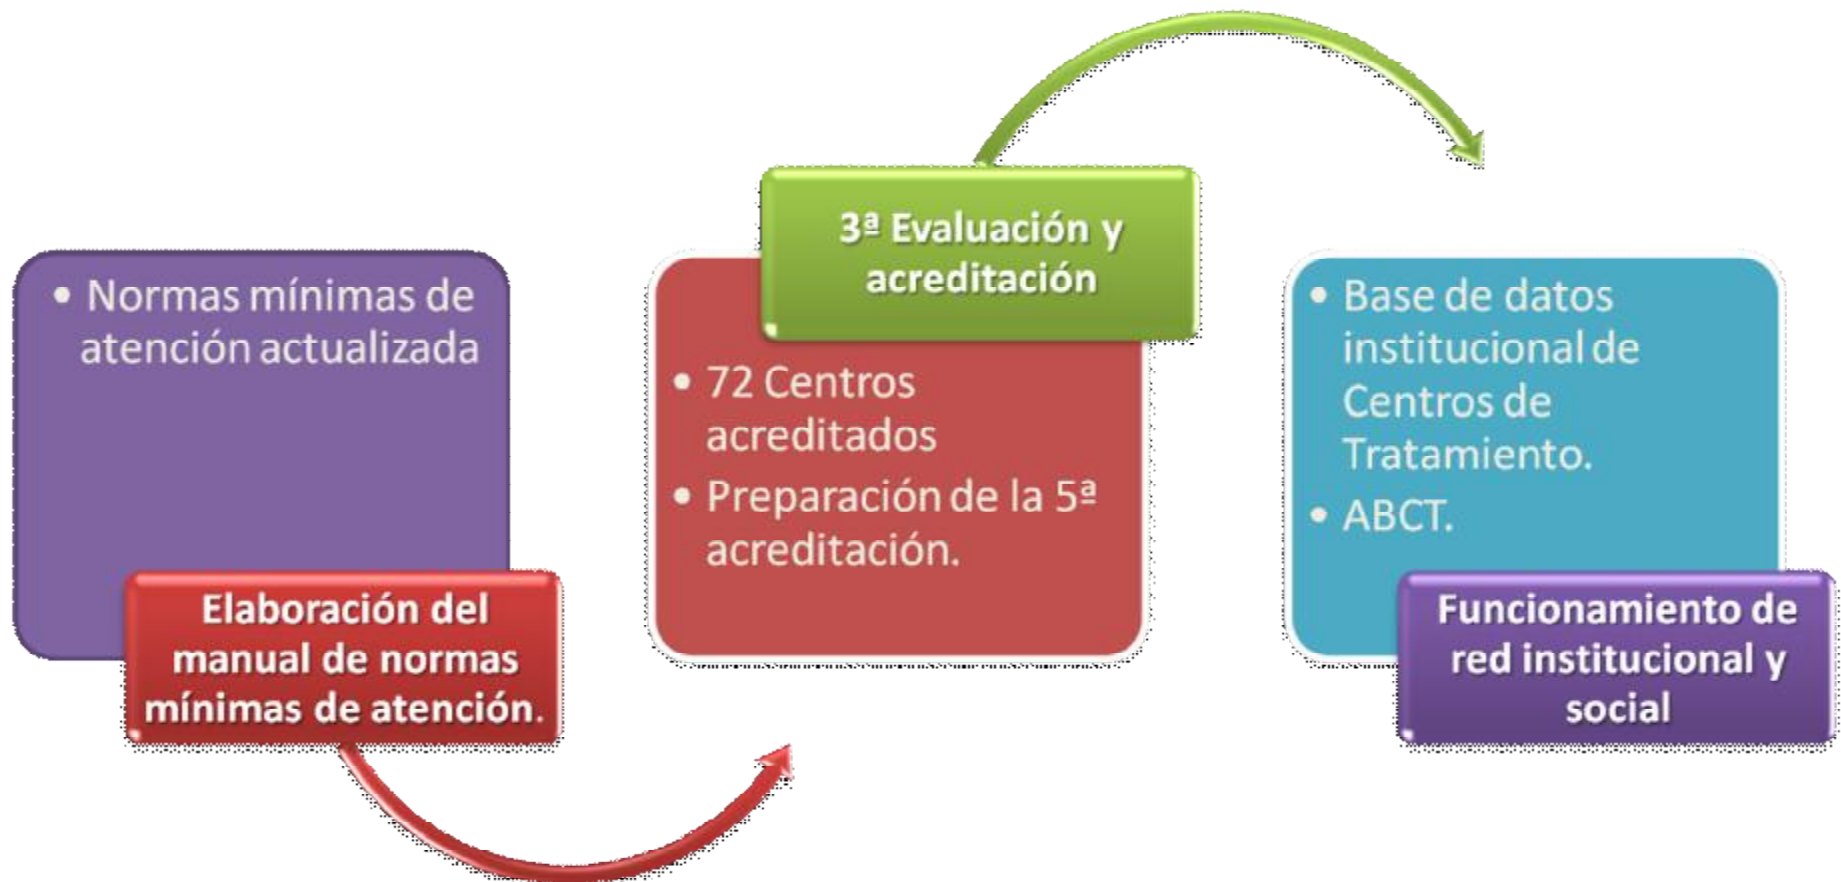 • Normas mínimas de
atención actualizada
Elaboración del
manual de normas
mínimas de atención.
3ª Evaluación y
acreditación
• 72 Centros
acreditados
• Preparación de la 5ª
acreditación.
• Base de datos
institucional de
Centros de
Tratamiento.
• ABCT.
Funcionamiento de
red institucional y
social